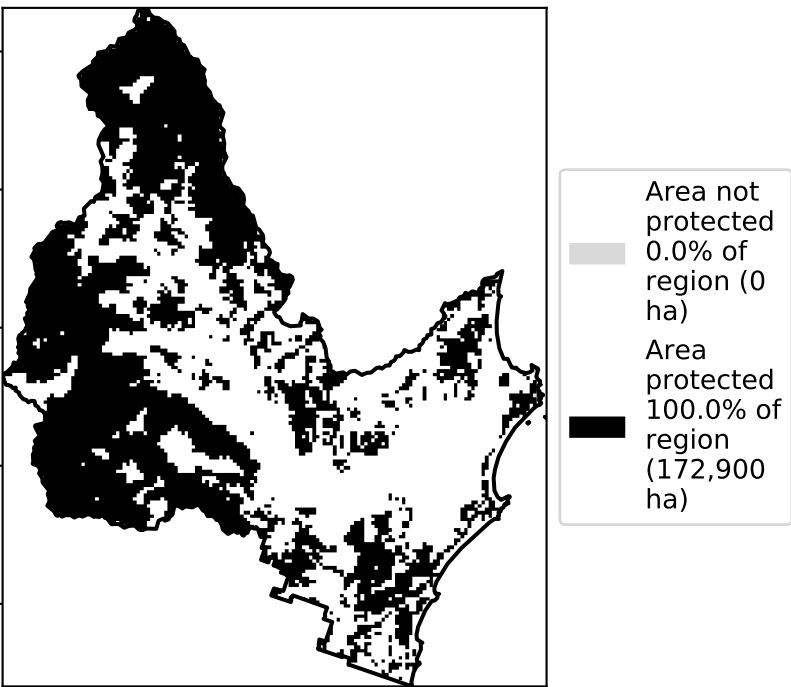 Area not
protected
0.0% of
region (0
ha)
Area
protected
100.0% of
region
(172,900
ha)